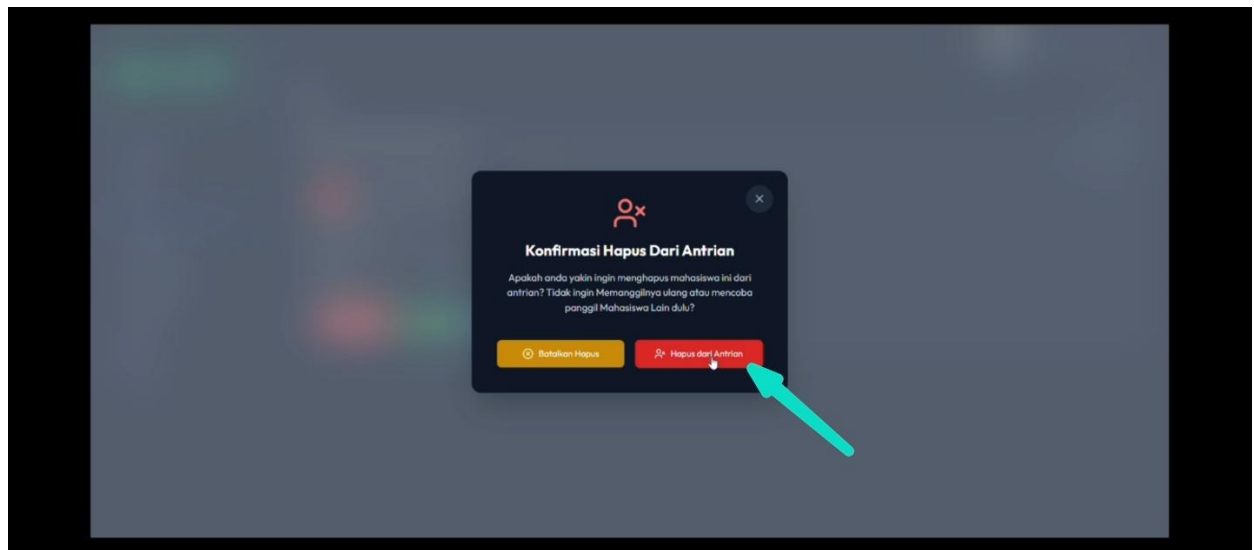 Konfirmasi Hapus Dari Antrian
Apakah anda yakin ingin menghapus mahasiswa ini dari
antrian? Tidak ingin Memanggilnya ulang atau mencoba
panggil Mahasiswa Lain dulu?
Batalkan Hapus
Hapus dari Antrian